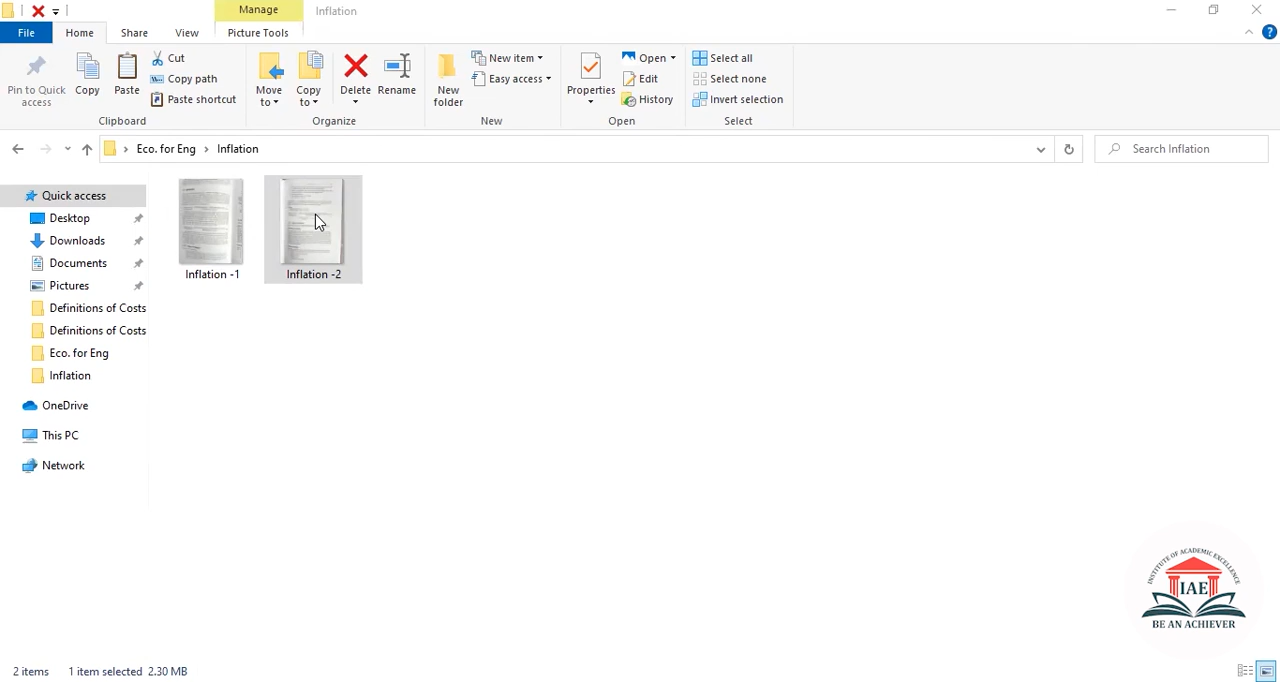 Manage
Inflation
File
Home
Share
View
Picture Tools
Pin to Quick access
Copy
Paste
Cut
Copy path
Paste shortcut
Clipboard
Move to
Copy to
Delete
Rename
Organize
New folder
New item
Easy access
New
Properties
Open
Edit
History
Open
Select all
Select none
Invert selection
Select
Eco. for Eng
Inflation
Search Inflation
Quick access
Desktop
Downloads
Documents
Pictures
Definitions of Costs
Definitions of Costs
Eco. for Eng
Inflation
OneDrive
This PC
Network
Inflation -1
Inflation -2
INSTITUTE OF ACADEMIC EXCELLENCE
IAE
BE AN ACHIEVER
2 items
1 item selected 2.30 MB